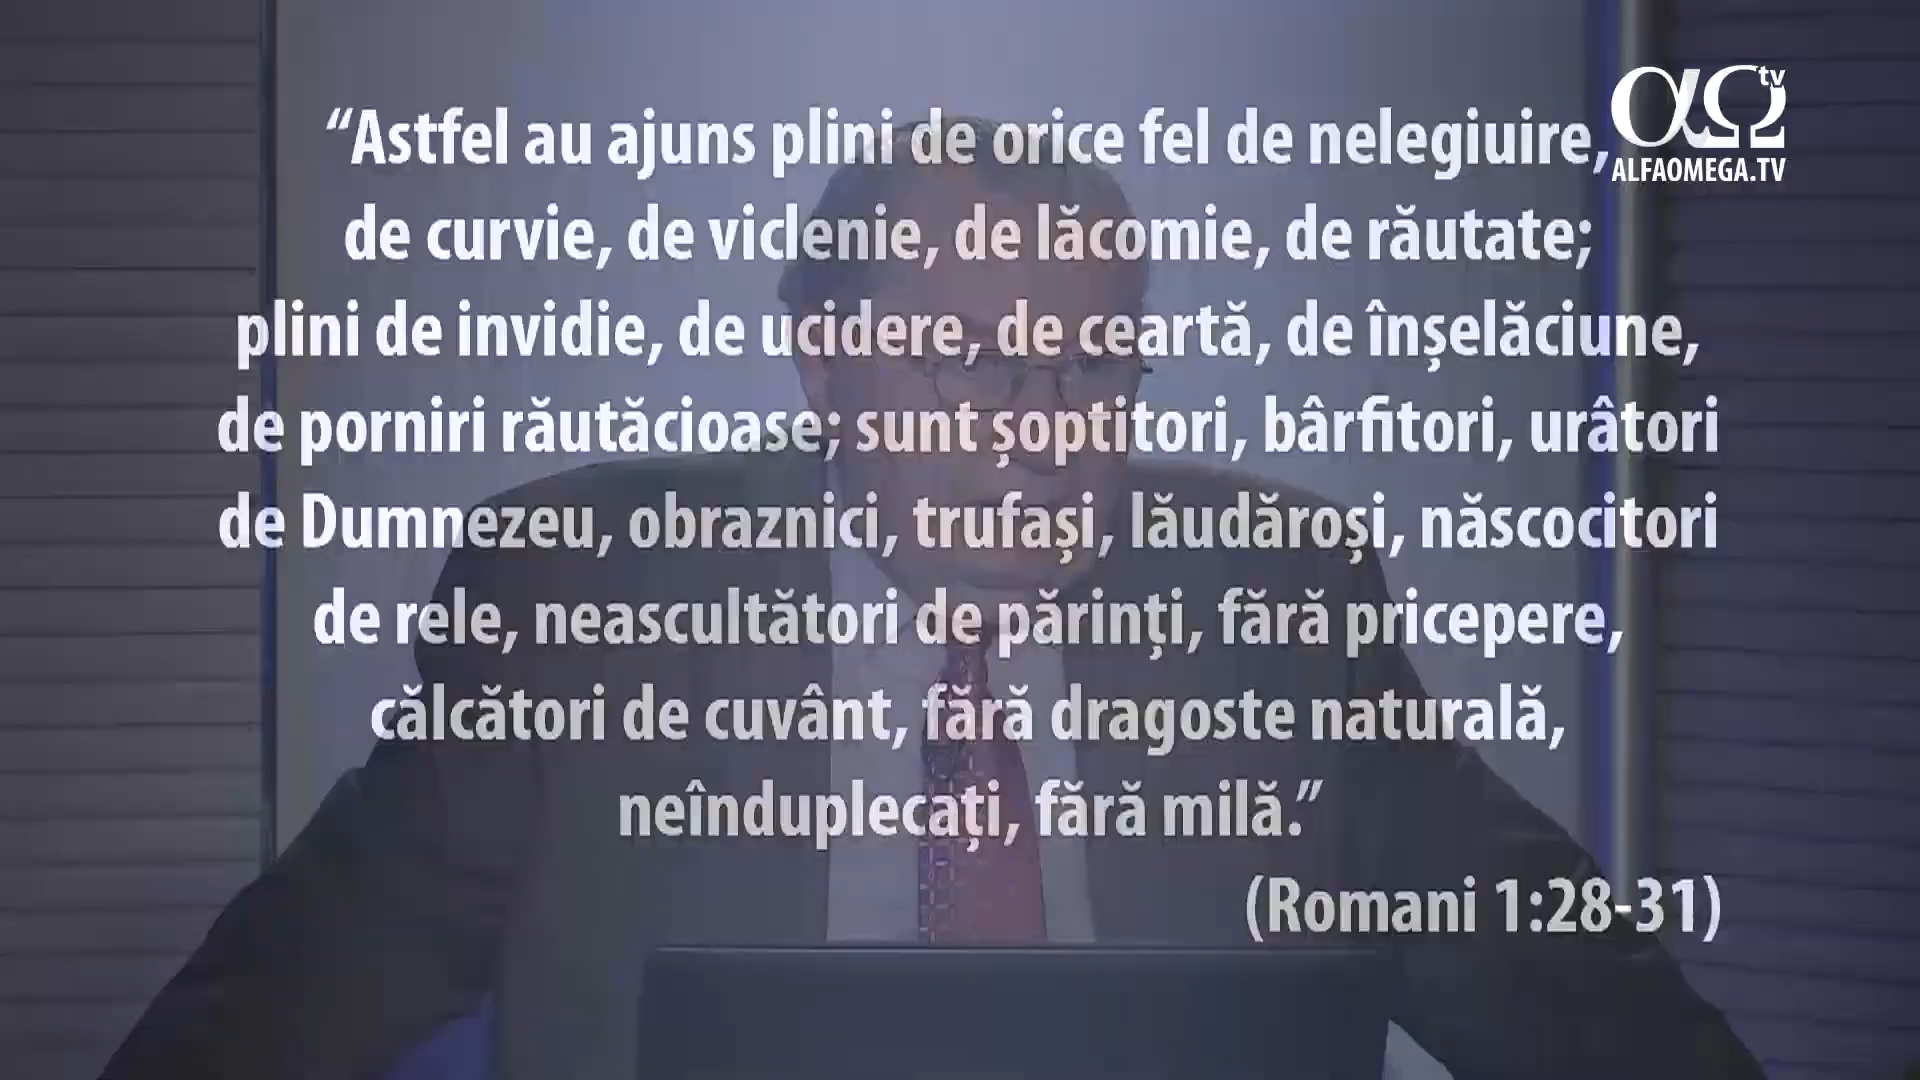 αΩtv
ALFAOMEGA.TV
“Astfel au ajuns plini de orice fel de nelegiuire,
de curvie, de viclenie, de lăcomie, de răutate;
plini de invidie, de ucidere, de ceartă, de înșelăciune,
de porniri răutăcioase; sunt șoptitori, bârfitori, urâtori
de Dumnezeu, obraznici, trufași, lăudăroși, născocitori
de rele, neascultători de părinți, fără pricepere,
călcători de cuvânt, fără dragoste naturală,
neînduplecați, fără milă.”
(Romani 1:28-31)